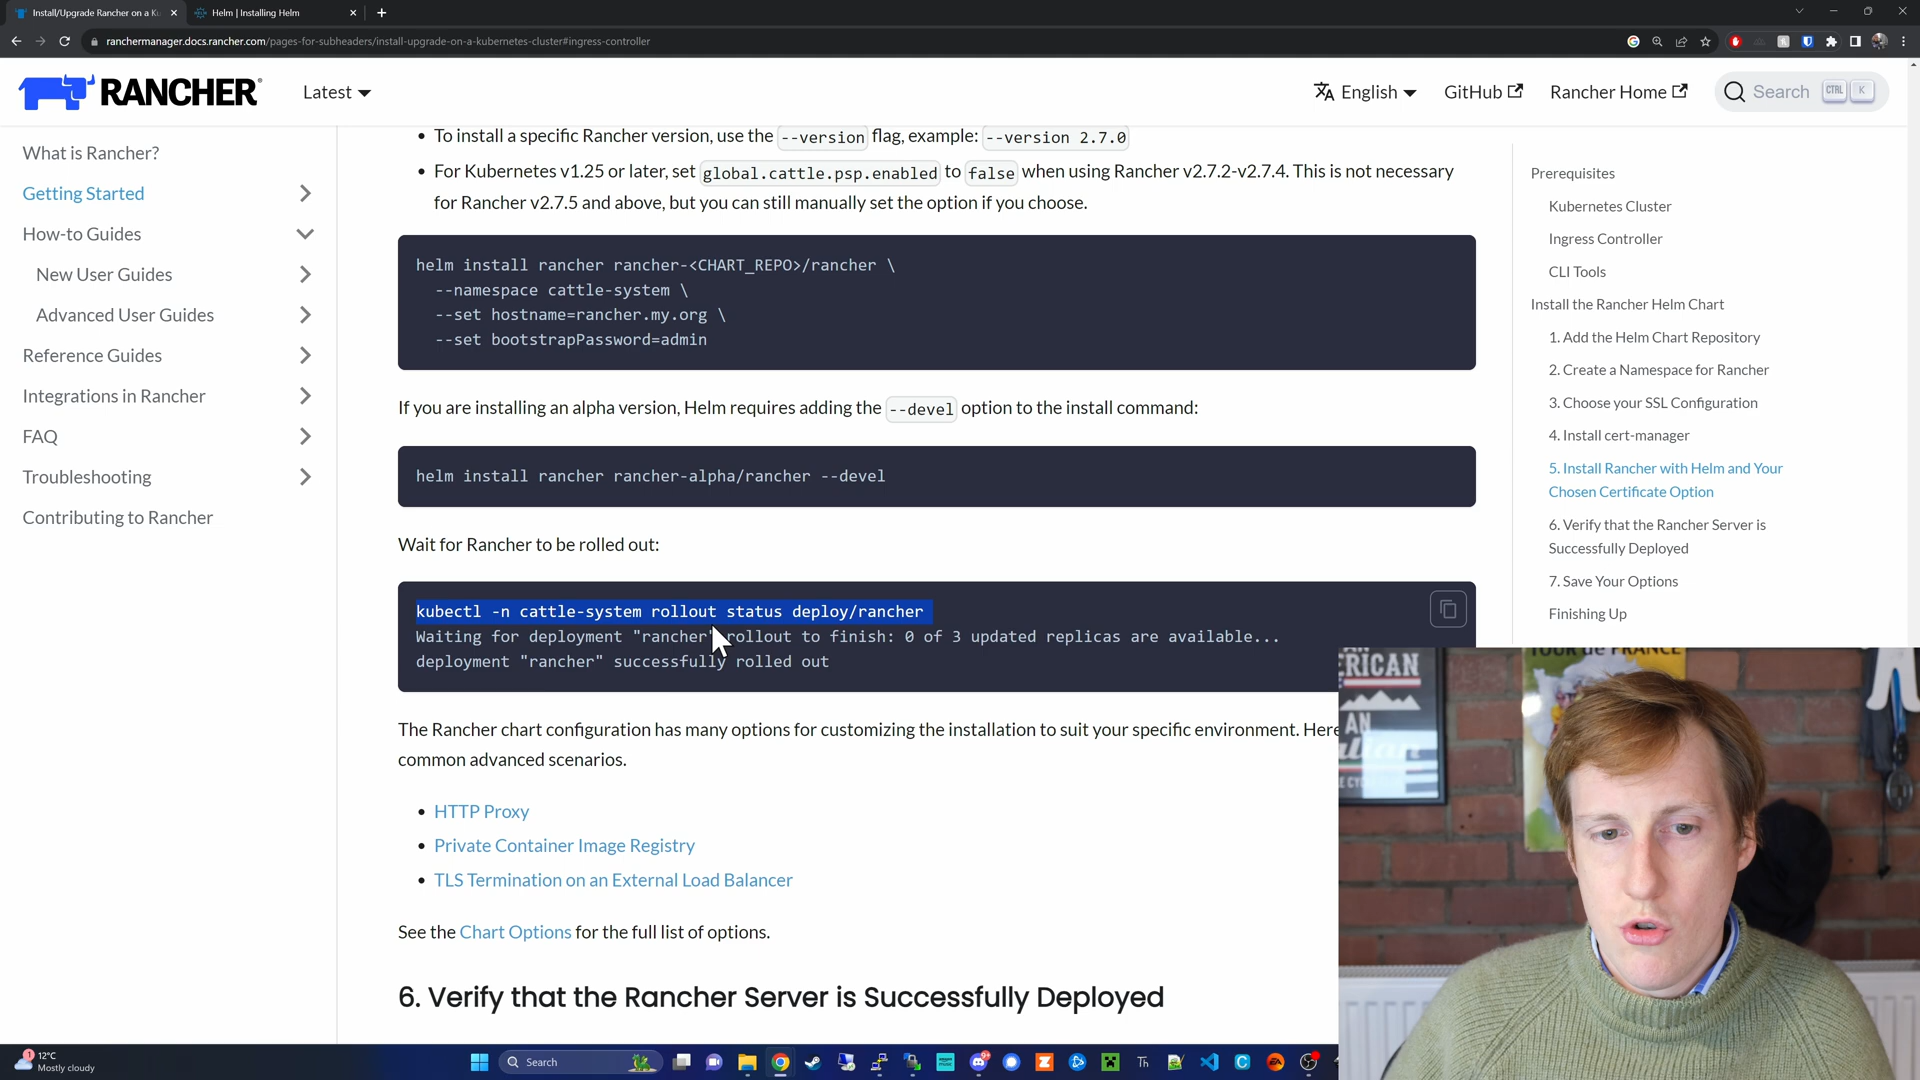 Install/Upgrade Rancher on a Ku
Helm | Installing Helm
ranchermanager.docs.rancher.com/pages-for-subheaders/install-upgrade-on-a-kubernetes-cluster#ingress-controller
RANCHER
Latest
English
GitHub
Rancher Home
Search
CTRL
K
What is Rancher?
Getting Started
How-to Guides
New User Guides
Advanced User Guides
Reference Guides
Integrations in Rancher
FAQ
Troubleshooting
Contributing to Rancher
To install a specific Rancher version, use the --version flag, example: --version 2.7.0
For Kubernetes v1.25 or later, set global.cattle.psp.enabled to false when using Rancher v2.7.2-v2.7.4. This is not necessary
for Rancher v2.7.5 and above, but you can still manually set the option if you choose.
helm install rancher rancher-<CHART_REPO>/rancher \
--namespace cattle-system \
--set hostname=rancher.my.org \
--set bootstrapPassword=admin
If you are installing an alpha version, Helm requires adding the --devel option to the install command:
helm install rancher rancher-alpha/rancher --devel
Wait for Rancher to be rolled out:
kubectl -n cattle-system rollout status deploy/rancher
Waiting for deployment "rancher" rollout to finish: 0 of 3 updated replicas are available...
deployment "rancher" successfully rolled out
The Rancher chart configuration has many options for customizing the installation to suit your specific environment. Here
common advanced scenarios.
HTTP Proxy
Private Container Image Registry
TLS Termination on an External Load Balancer
See the Chart Options for the full list of options.
6. Verify that the Rancher Server is Successfully Deployed
Prerequisites
Kubernetes Cluster
Ingress Controller
CLI Tools
Install the Rancher Helm Chart
1. Add the Helm Chart Repository
2. Create a Namespace for Rancher
3. Choose your SSL Configuration
4. Install cert-manager
5. Install Rancher with Helm and Your
Chosen Certificate Option
6. Verify that the Rancher Server is
Successfully Deployed
7. Save Your Options
Finishing Up
ERICAN
AN
TOUR de FRANCE
1
12°C
Mostly cloudy
Search